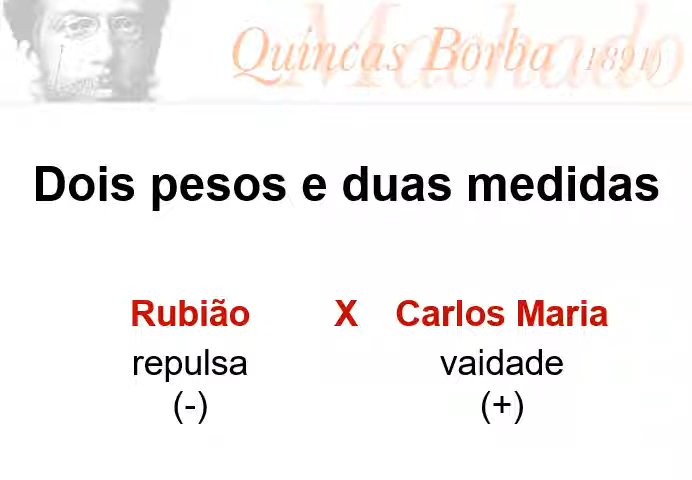 Quincas Borba (1891)
Machado
Dois pesos e duas medidas
Rubião X Carlos Maria
repulsa vaidade
(-) (+)